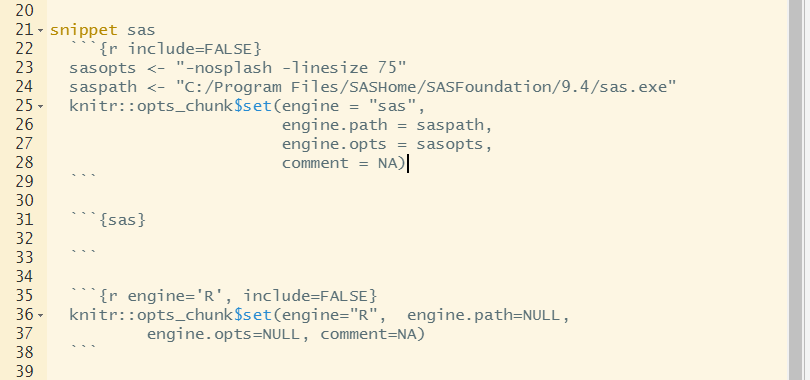 20
21 snippet sas
22 ```{r include=FALSE}
23 sasopts <- "-nosplash -linesize 75"
24 saspath <- "C:/Program Files/SASHome/SASFoundation/9.4/sas.exe"
25 knitr::opts_chunk$set(engine = "sas",
26 engine.path = saspath,
27 engine.opts = sasopts,
28 comment = NA)
29 ```
30
31 ```{sas}
32
33 ```
34
35 ```{r engine='R', include=FALSE}
36 knitr::opts_chunk$set(engine="R",  engine.path=NULL,
37 engine.opts=NULL, comment=NA)
38 ```
39